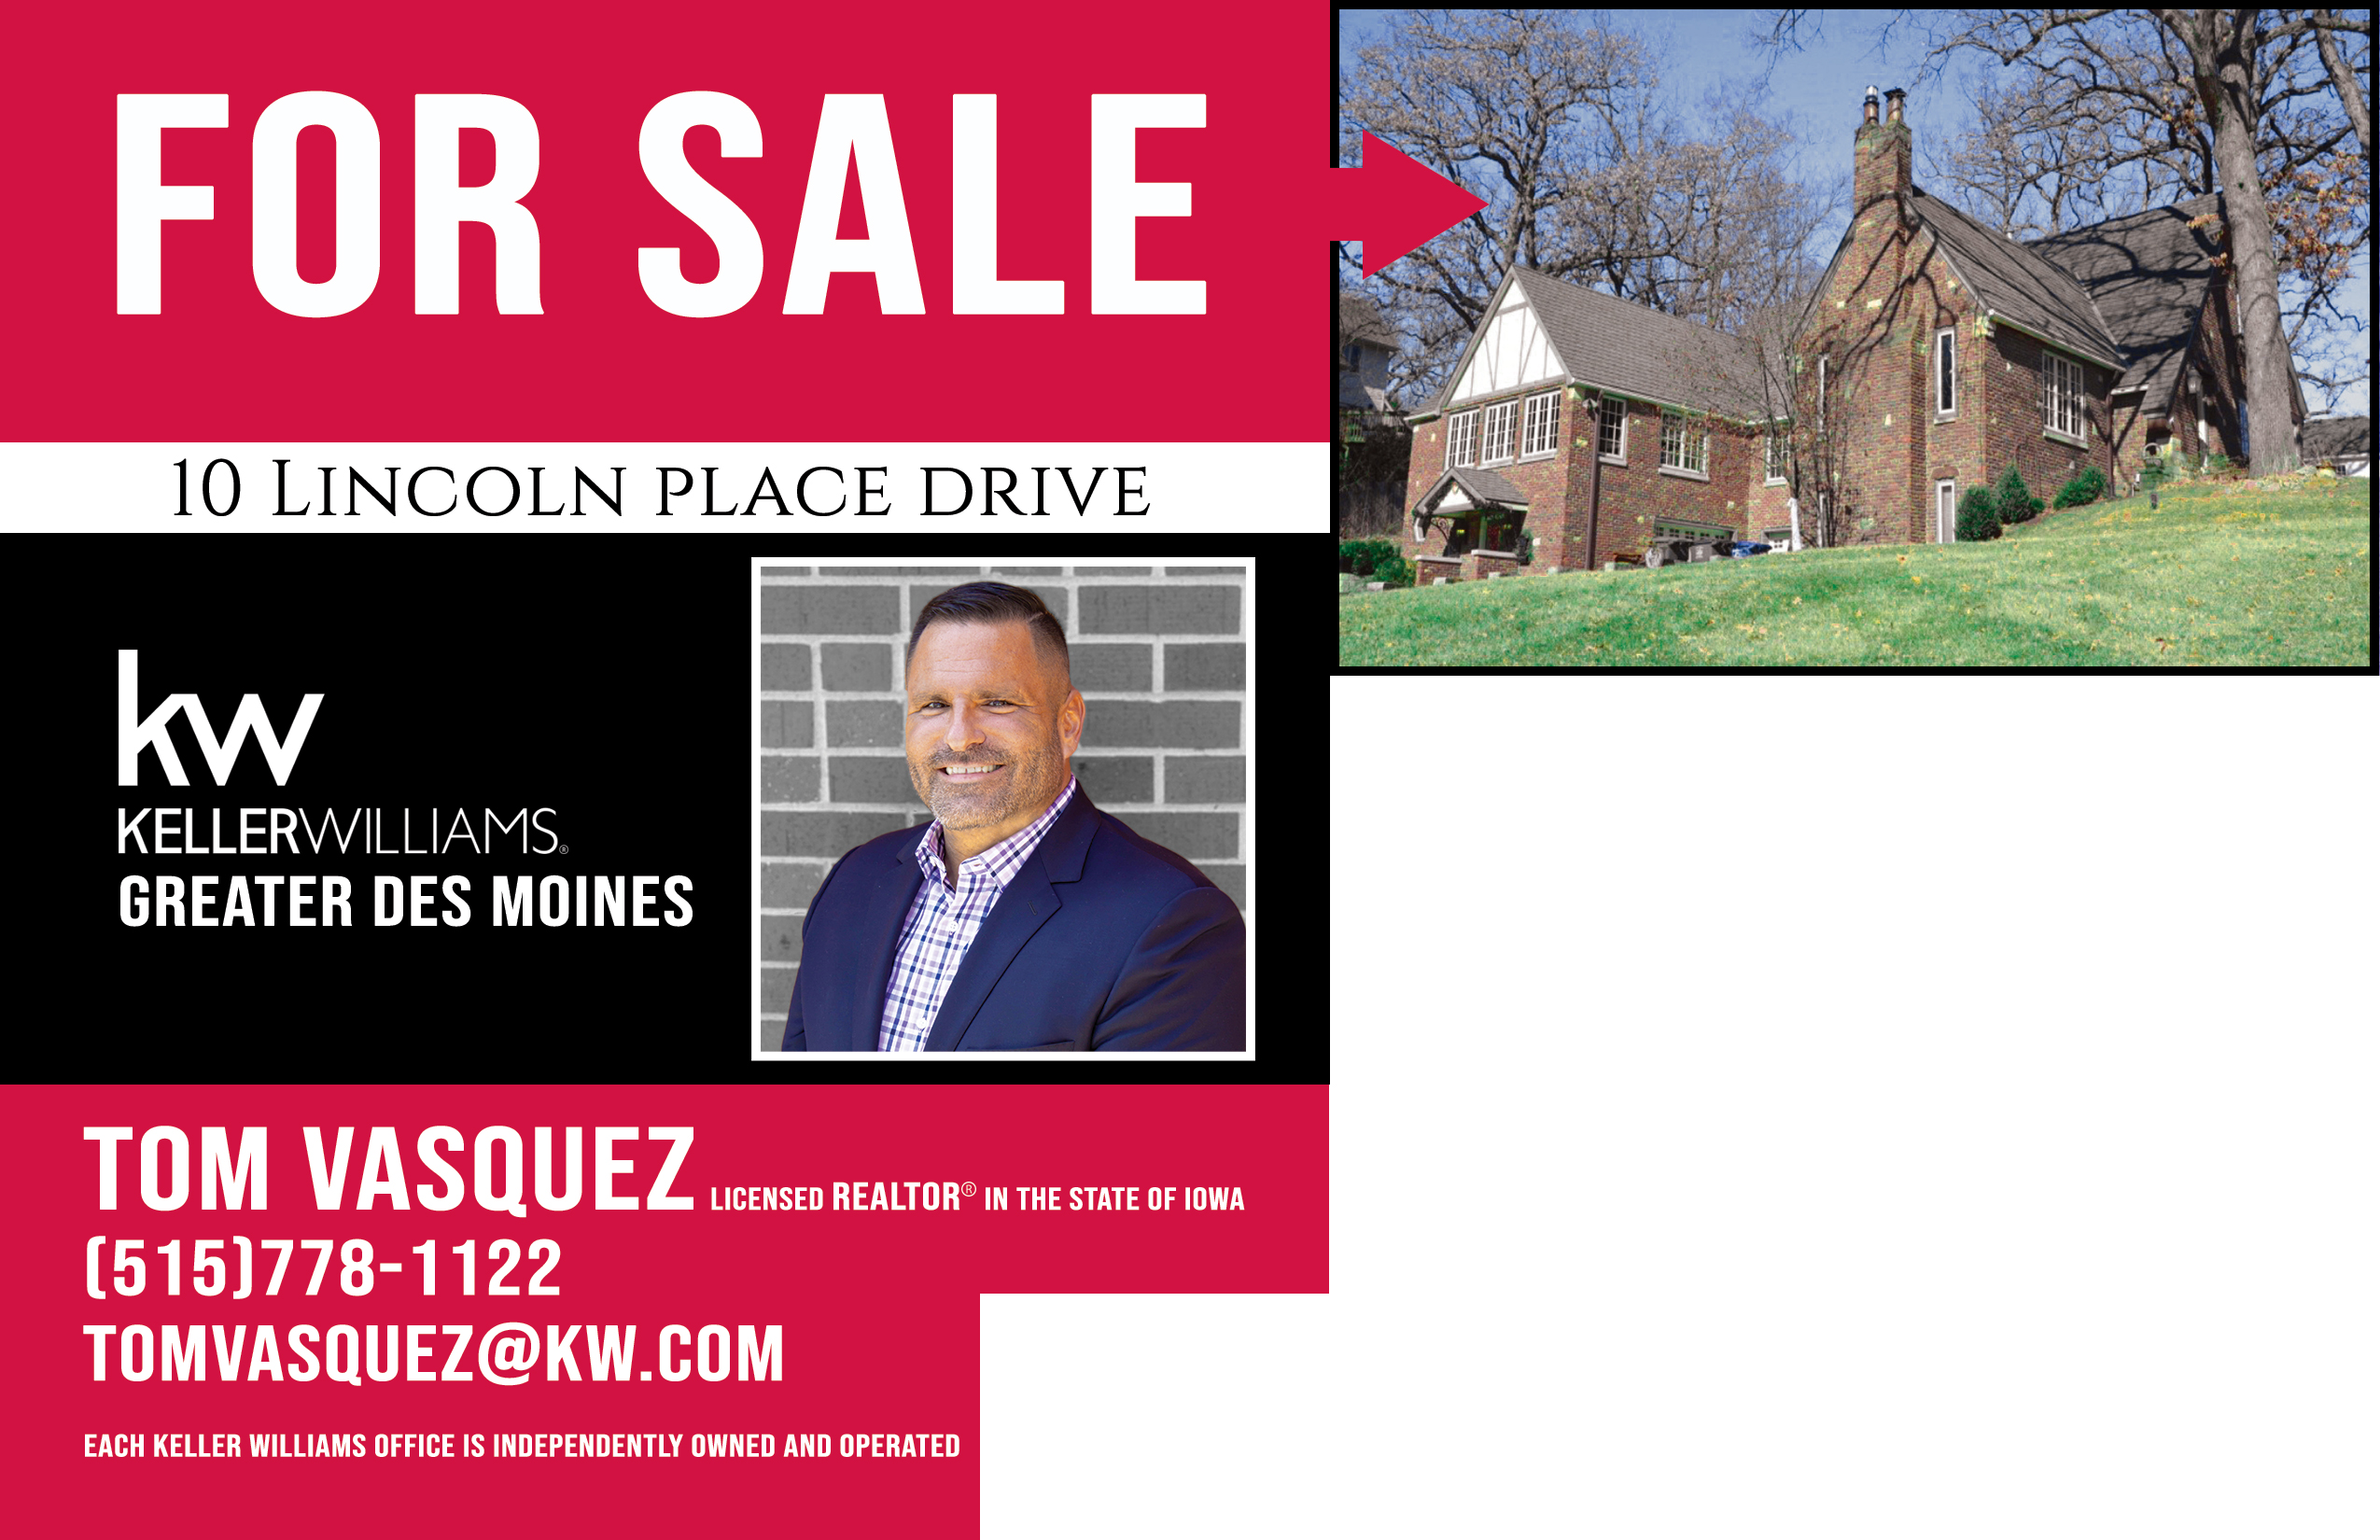 FOR SALE
10 LINCOLN PLACE DRIVE
kw
KELLERWILLIAMS®
GREATER DES MOINES
TOM VASQUEZ LICENSED REALTOR® IN THE STATE OF IOWA
(515)778-1122
TOMVASQUEZ@KW.COM
EACH KELLER WILLIAMS OFFICE IS INDEPENDENTLY OWNED AND OPERATED